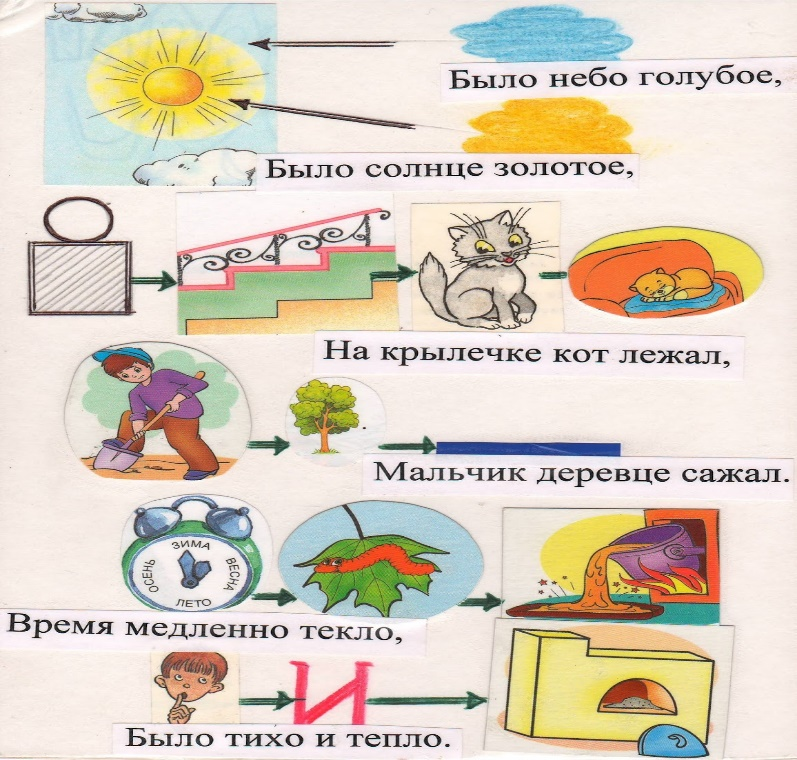 Было небо голубое,
Было солнце золотое,
На крылечке кот лежал,
Мальчик деревце сажал.
ЗИМА
ОСЕНЬ
ВЕСНА
ЛЕТО
Время медленно текло,
И
Было тихо и тепло.